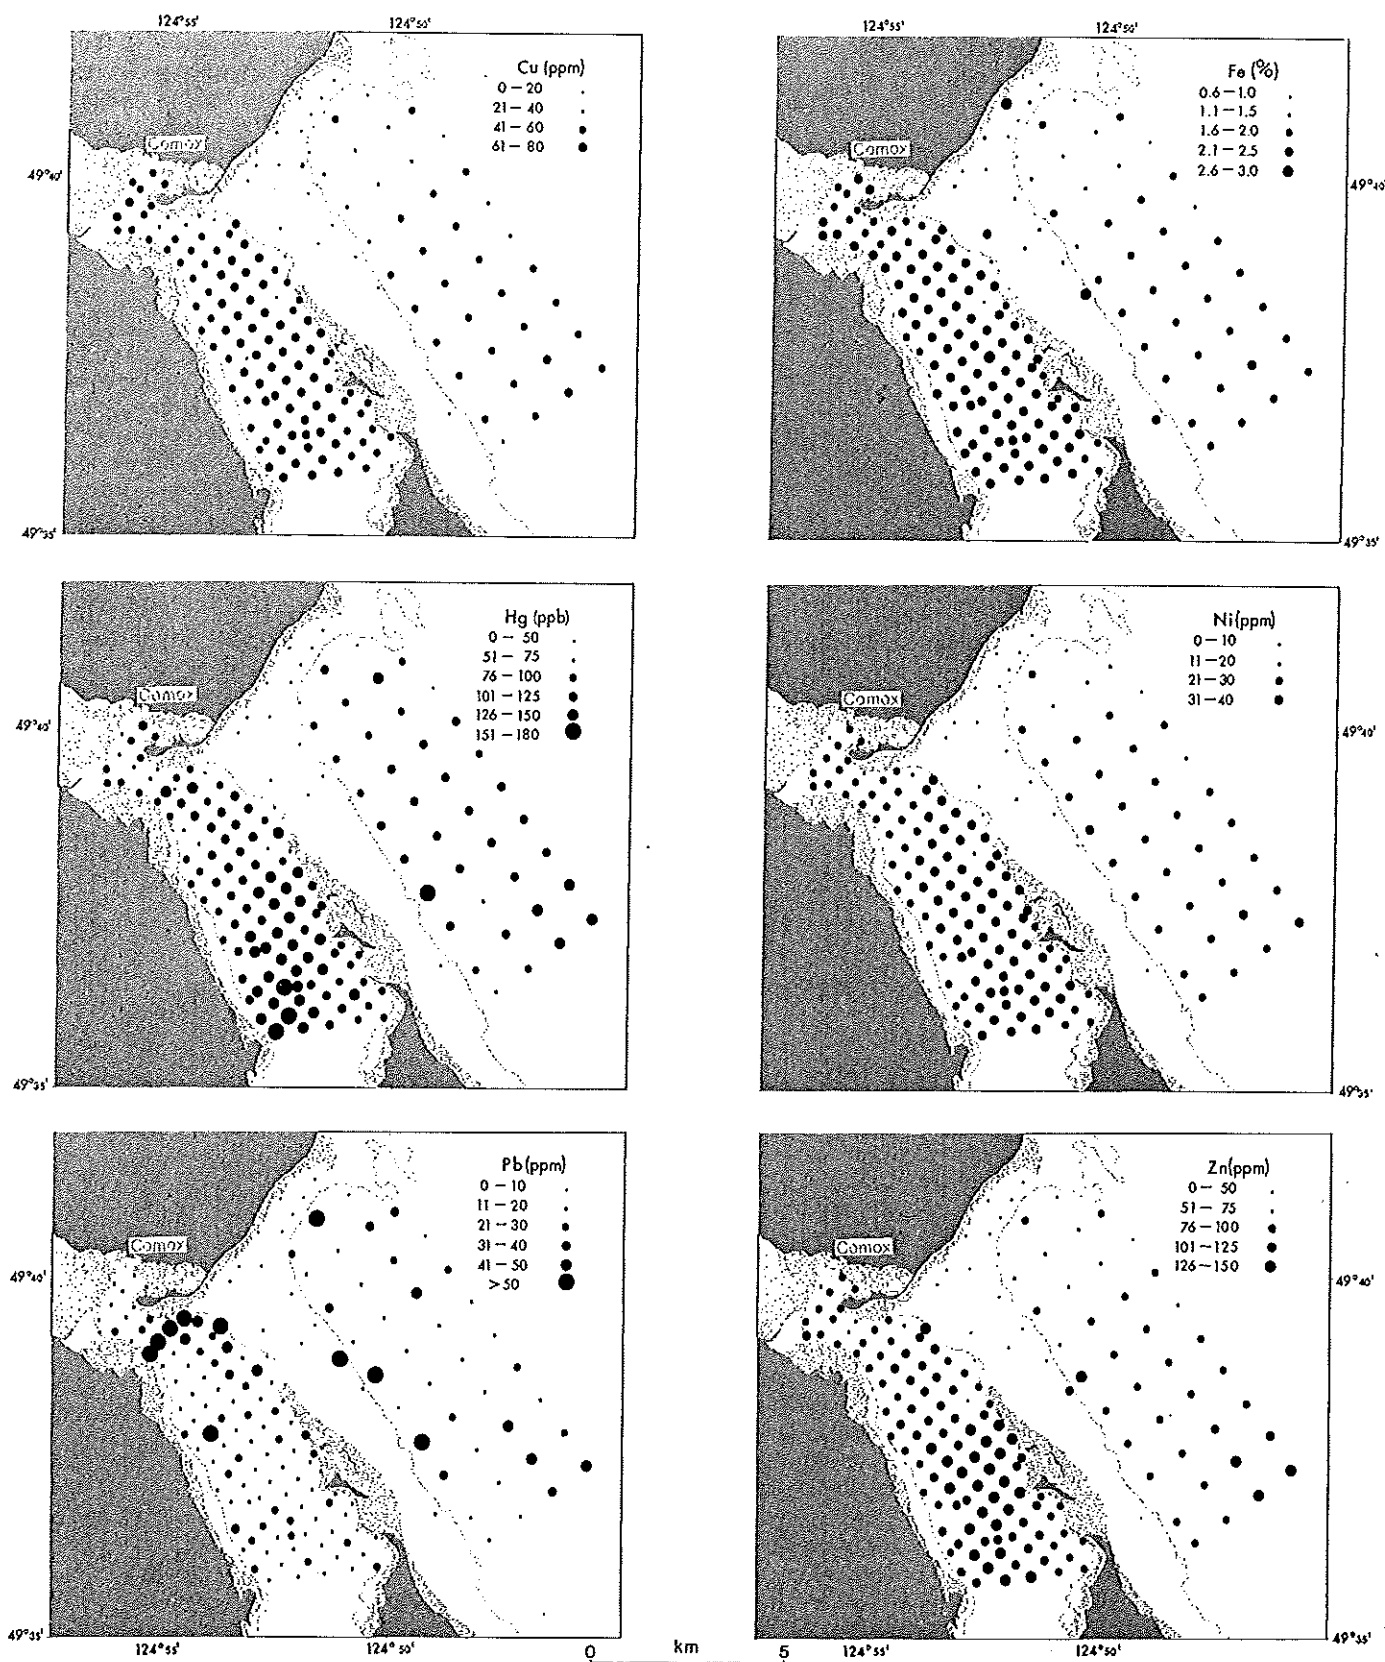 124°55'
124°50'
Cu (ppm)
0 – 20
21 – 40
41 – 60
61 – 80
Comox
49°40'
49°35'
124°55'
124°50'
Fe (%)
0.6 – 1.0
1.1 – 1.5
1.6 – 2.0
2.1 – 2.5
2.6 – 3.0
Comox
49°40'
49°35'
Hg (ppb)
0 – 50
51 – 75
76 – 100
101 – 125
126 – 150
151 – 180
Comox
49°40'
49°35'
Ni (ppm)
0 – 10
11 – 20
21 – 30
31 – 40
Comox
49°40'
49°35'
Pb (ppm)
0 – 10
11 – 20
21 – 30
31 – 40
41 – 50
>50
Comox
49°40'
49°35'
124°55'
124°50'
Zn (ppm)
0 – 50
51 – 75
76 – 100
101 – 125
126 – 150
Comox
49°40'
49°35'
124°55'
124°50'
0 km 5